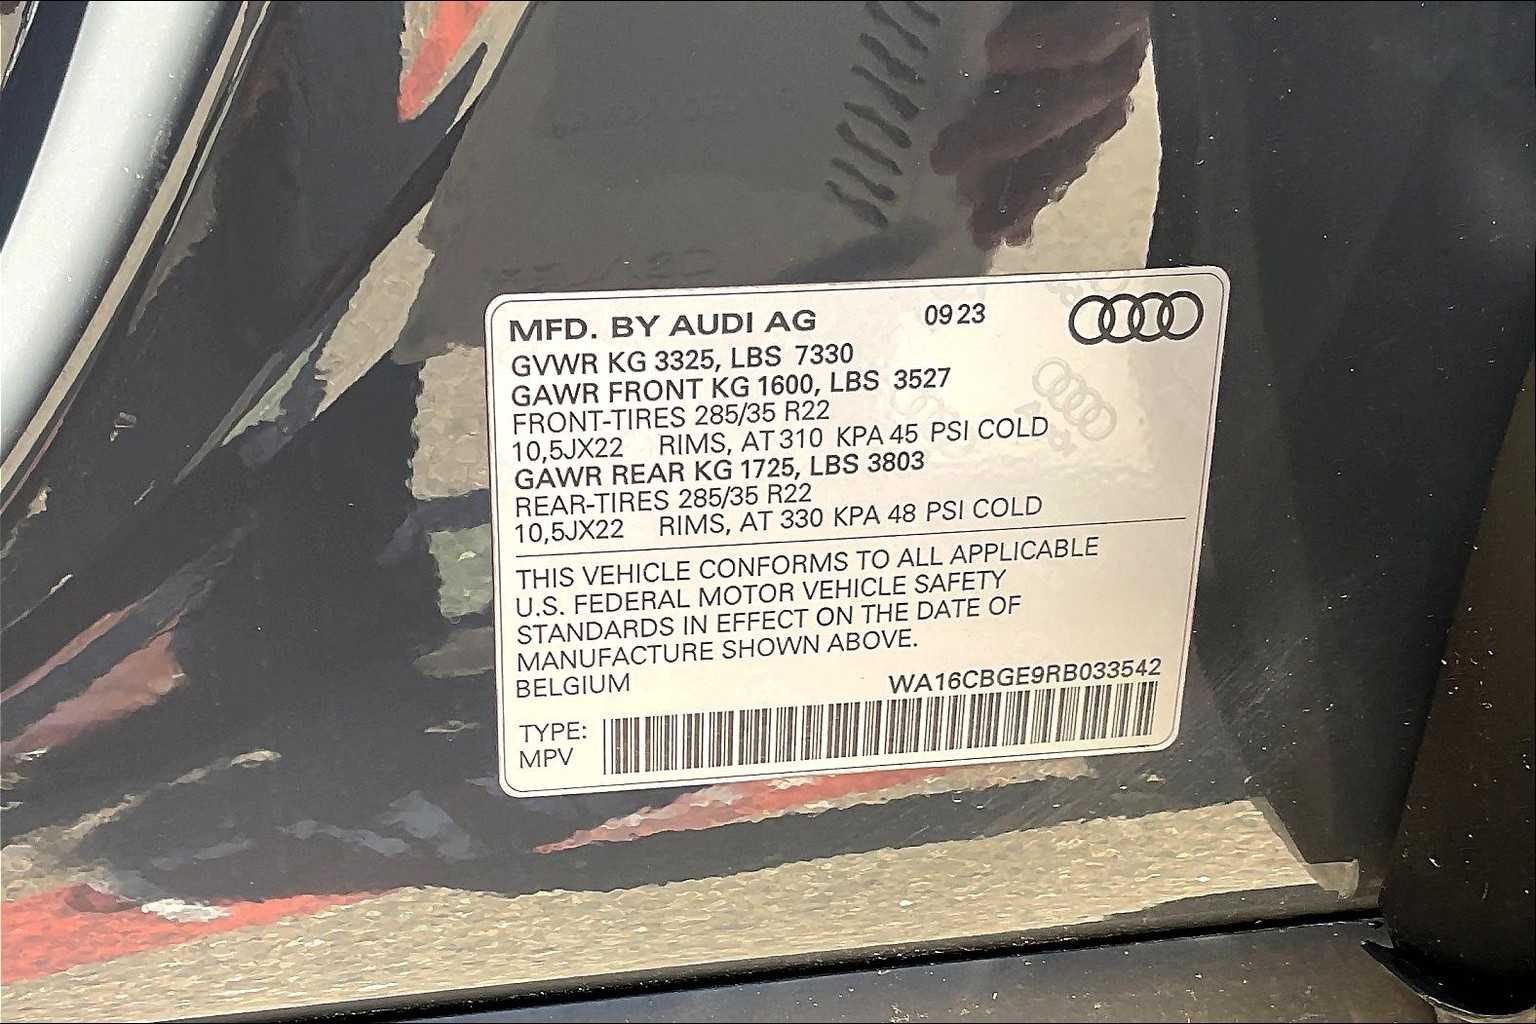 MFD. BY AUDI AG 0923
GVWR KG 3325, LBS 7330
GAWR FRONT KG 1600, LBS 3527
FRONT-TIRES 285/35 R22
10,5JX22 RIMS, AT 310 KPA 45 PSI COLD
GAWR REAR KG 1725, LBS 3803
REAR-TIRES 285/35 R22
10,5JX22 RIMS, AT 330 KPA 48 PSI COLD
THIS VEHICLE CONFORMS TO ALL APPLICABLE
U.S. FEDERAL MOTOR VEHICLE SAFETY
STANDARDS IN EFFECT ON THE DATE OF
MANUFACTURE SHOWN ABOVE.
BELGIUM
WA16CBGE9RB033542
TYPE:
MPV